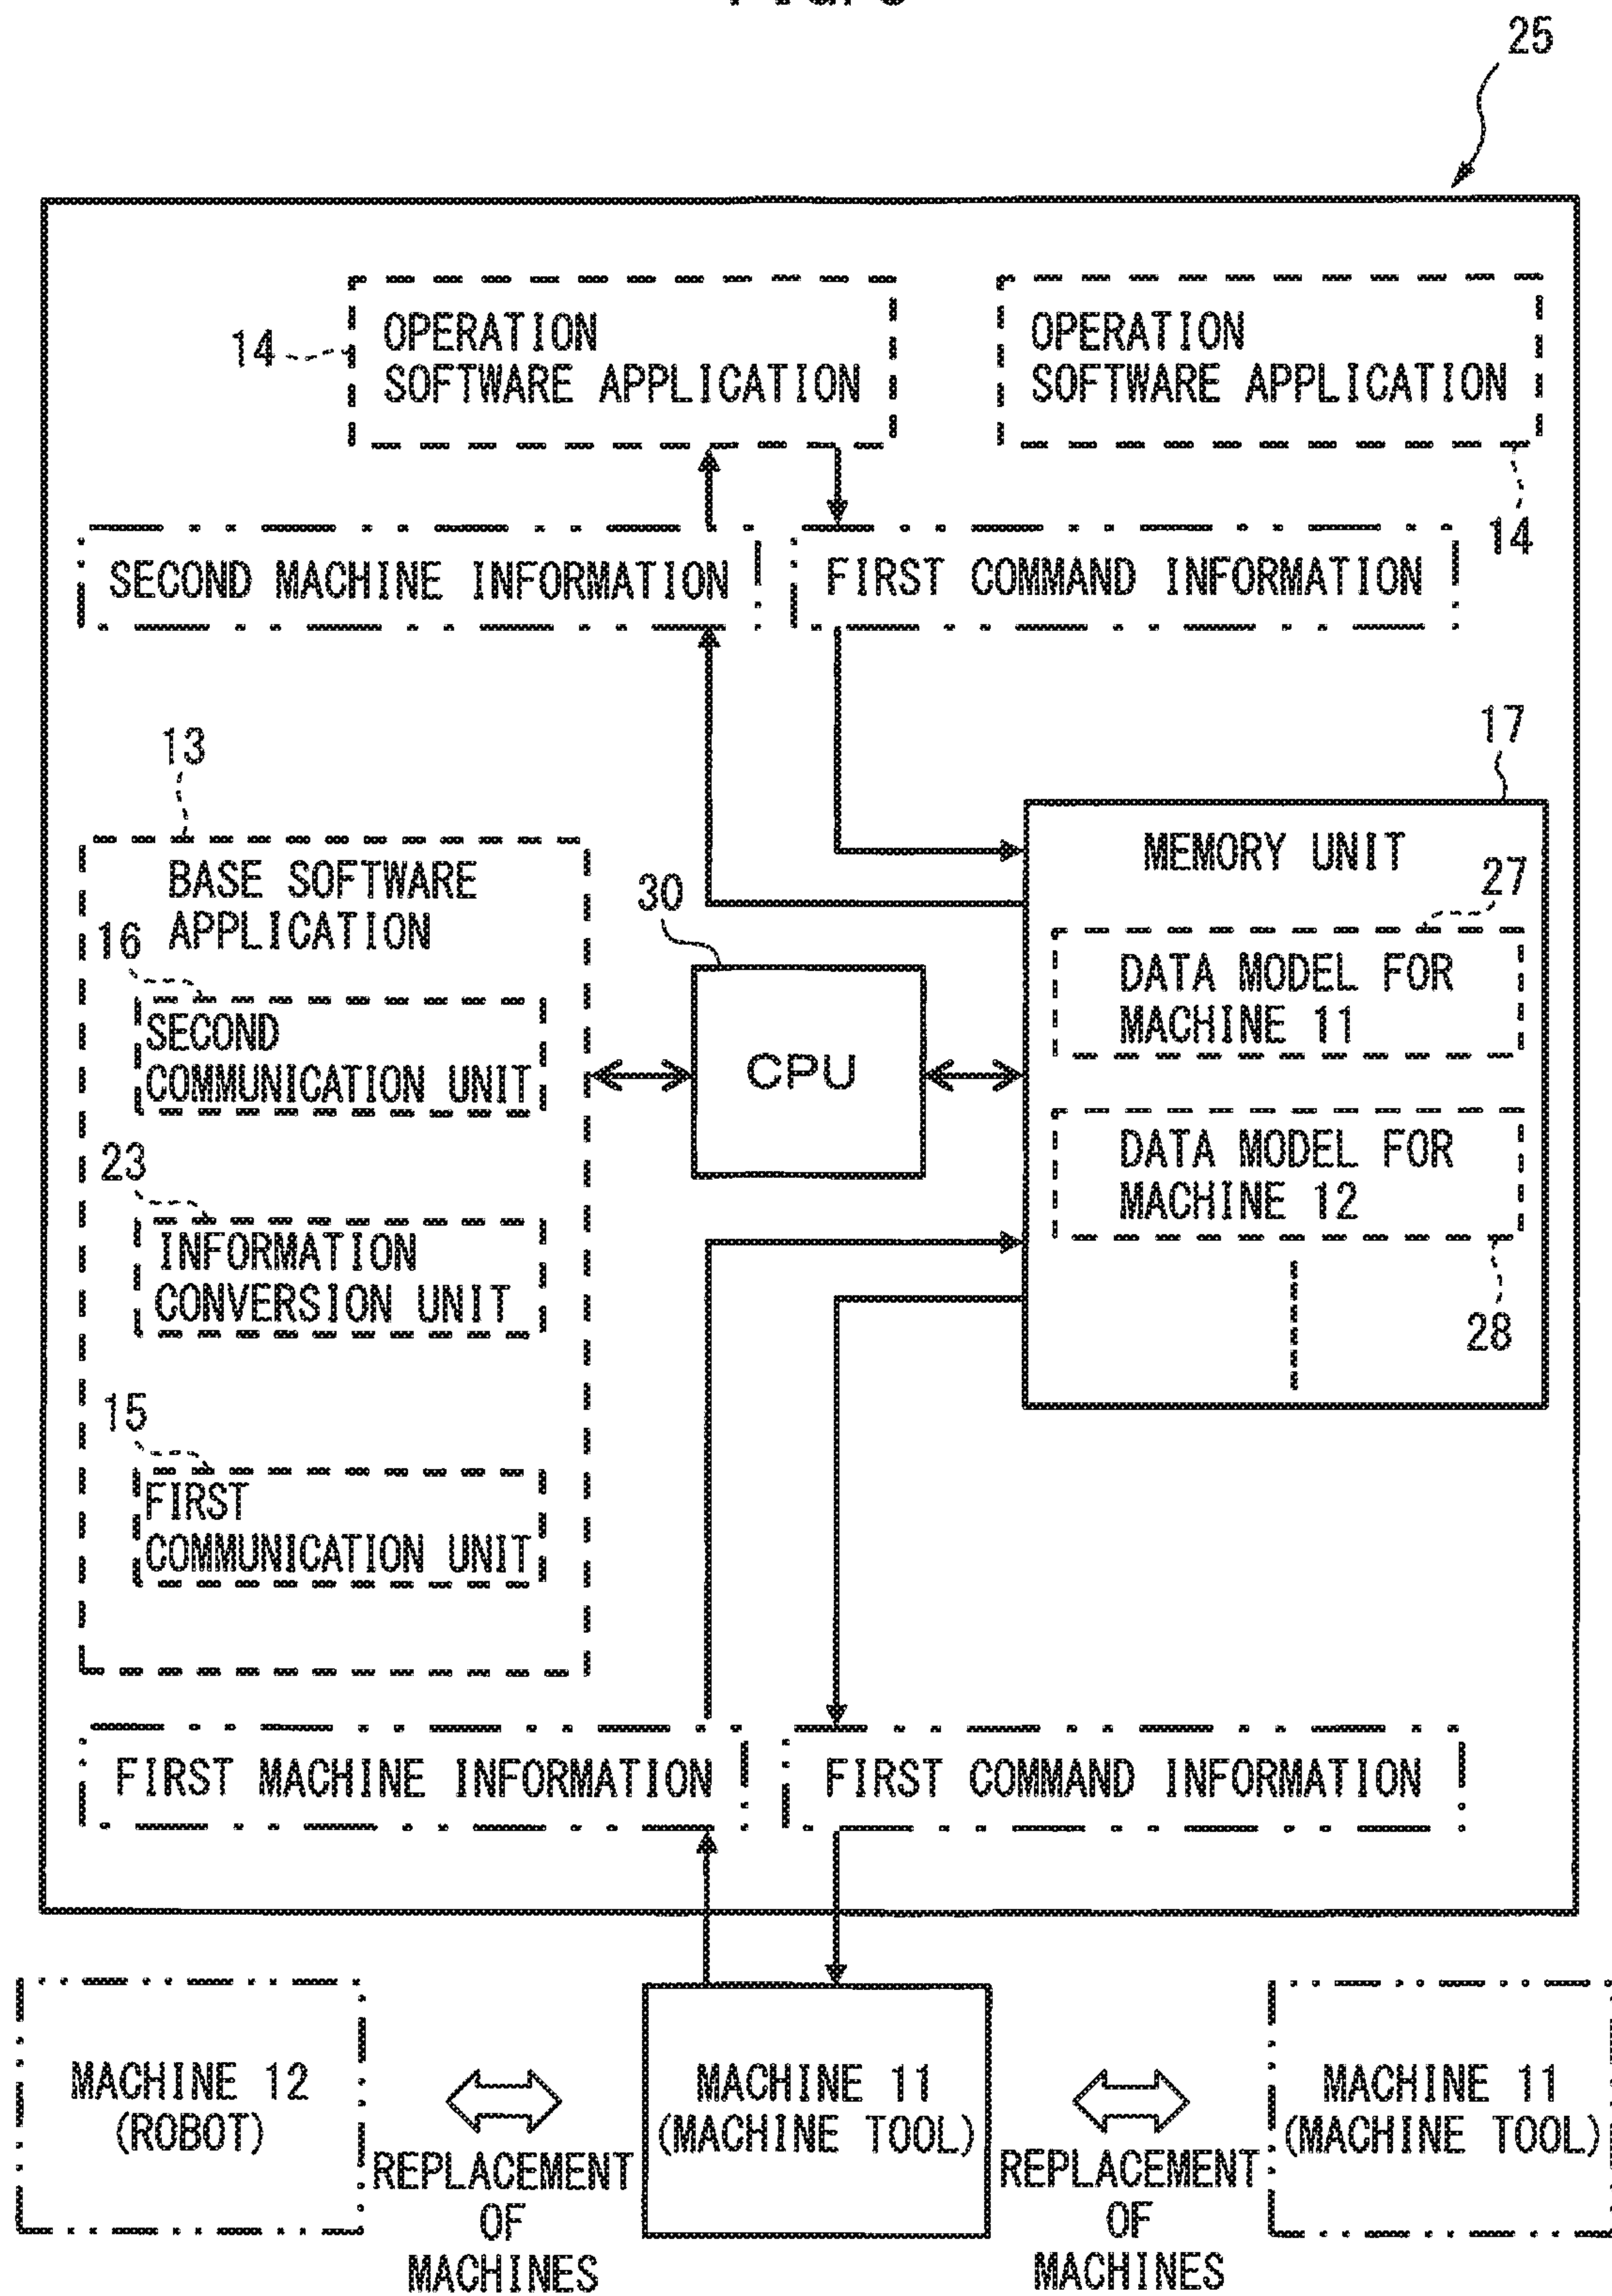 25
14
OPERATION
SOFTWARE APPLICATION
OPERATION
SOFTWARE APPLICATION
14
SECOND MACHINE INFORMATION
FIRST COMMAND INFORMATION
13
BASE SOFTWARE
APPLICATION
16
SECOND
COMMUNICATION UNIT
23
INFORMATION
CONVERSION UNIT
15
FIRST
COMMUNICATION UNIT
30
CPU
17
MEMORY UNIT
27
DATA MODEL FOR
MACHINE 11
DATA MODEL FOR
MACHINE 12
28
FIRST MACHINE INFORMATION
FIRST COMMAND INFORMATION
MACHINE 12
(ROBOT)
REPLACEMENT
OF
MACHINES
MACHINE 11
(MACHINE TOOL)
REPLACEMENT
OF
MACHINES
MACHINE 11
(MACHINE TOOL)